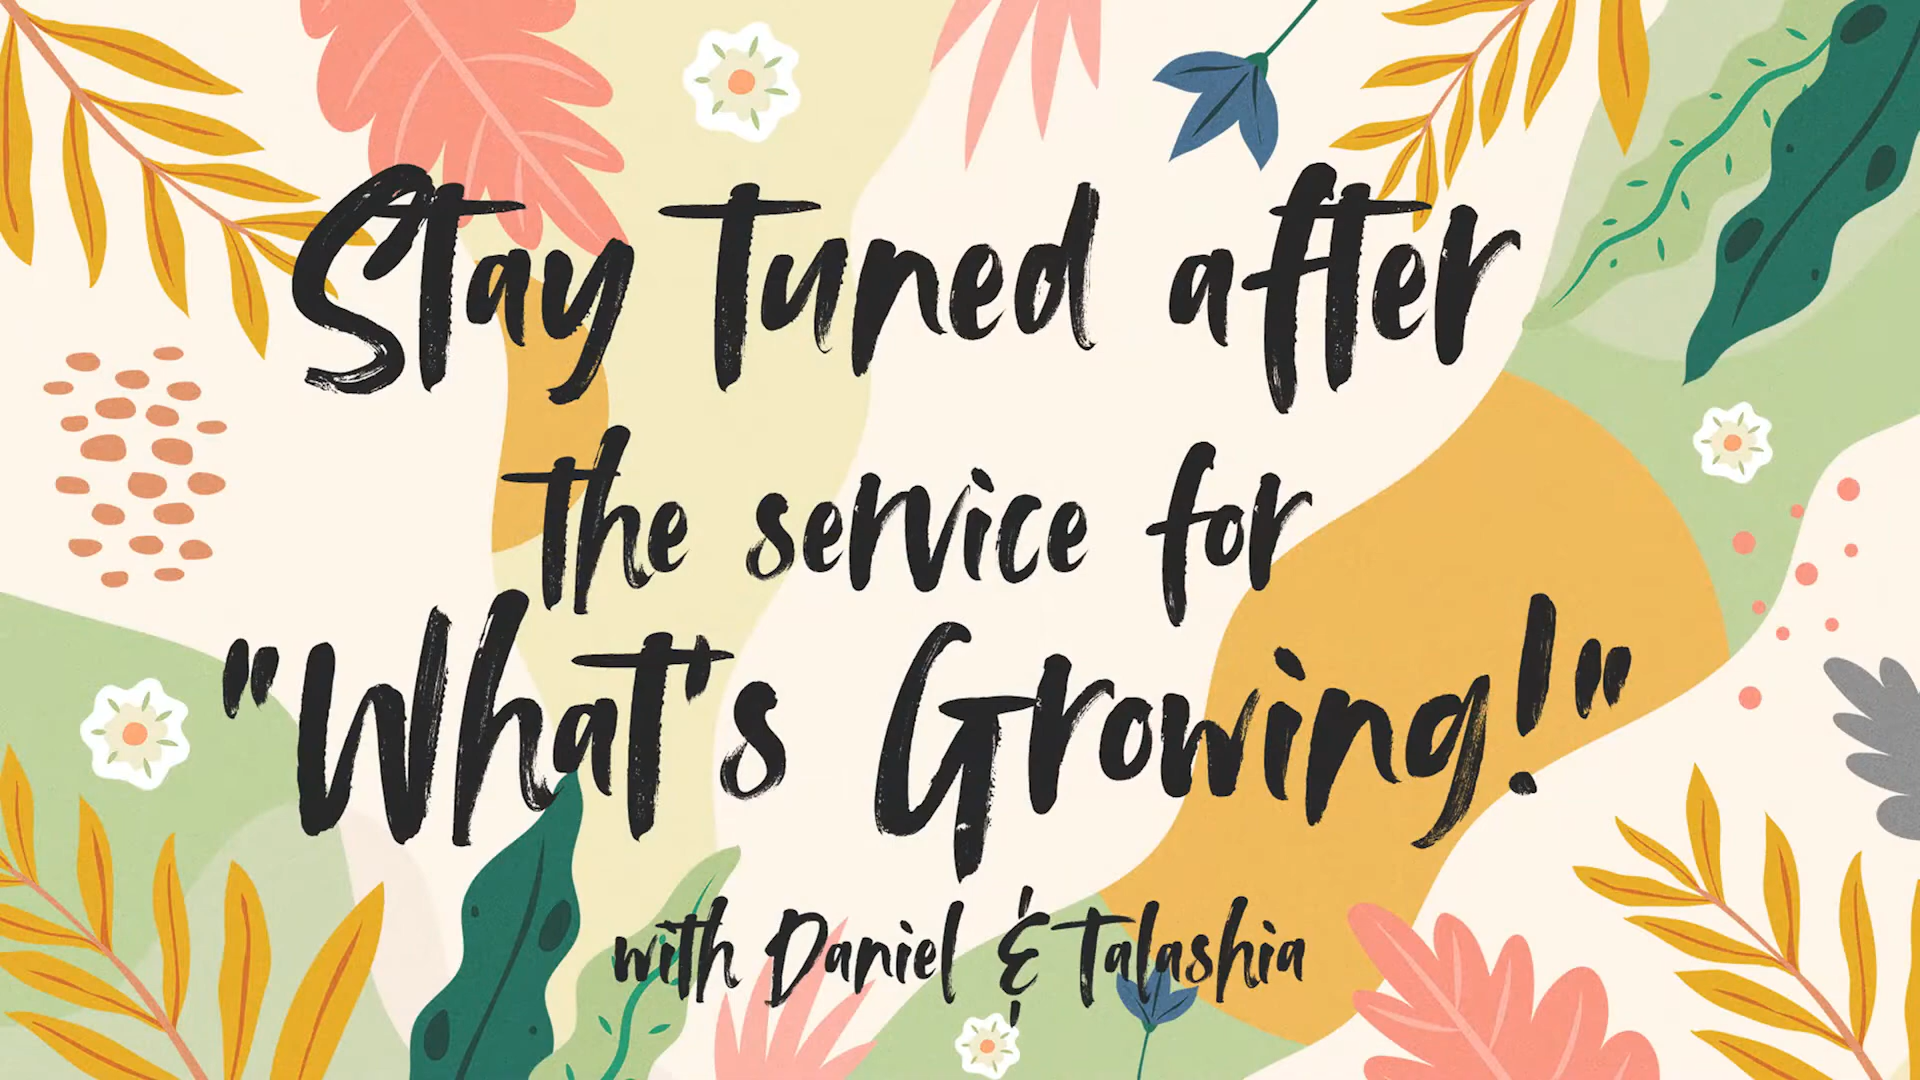 Stay tuned after
the service for
"What's Growing!"
with Daniel & Talashia